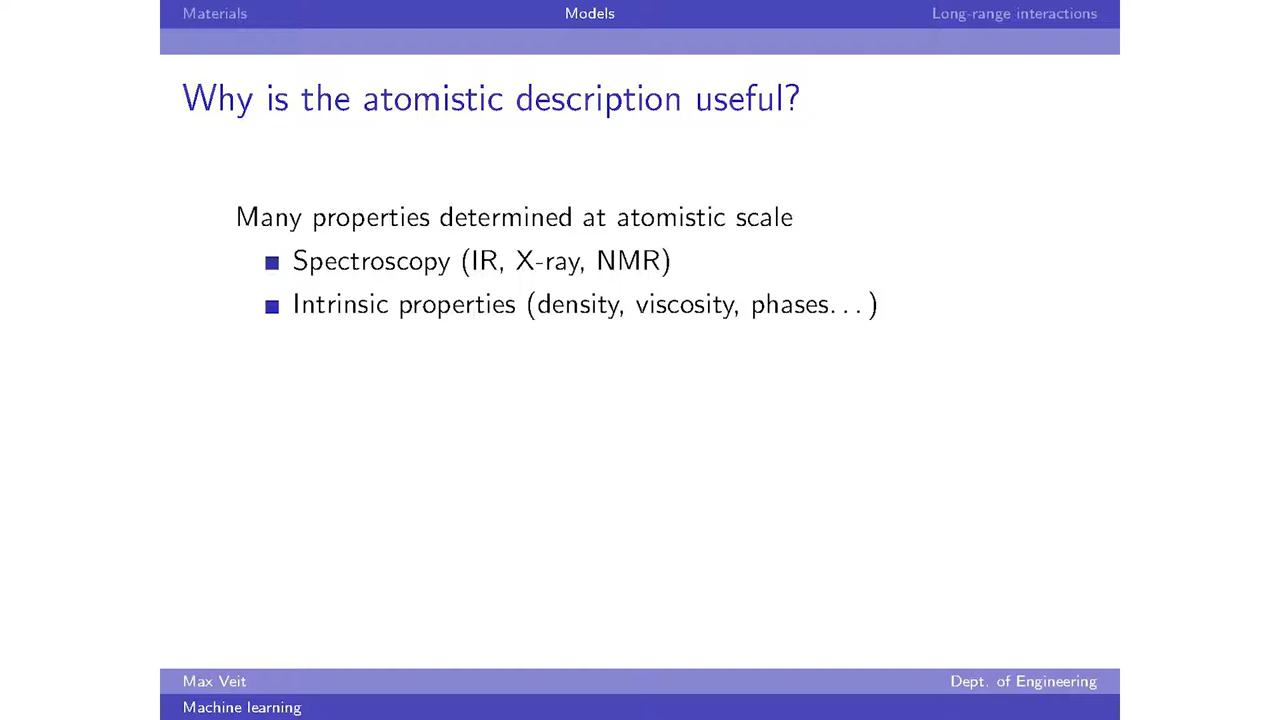 Materials Models Long-range interactions
Why is the atomistic description useful?
Many properties determined at atomistic scale
Spectroscopy (IR, X-ray, NMR)
Intrinsic properties (density, viscosity, phases. . . )
Max Veit Dept. of Engineering
Machine learning